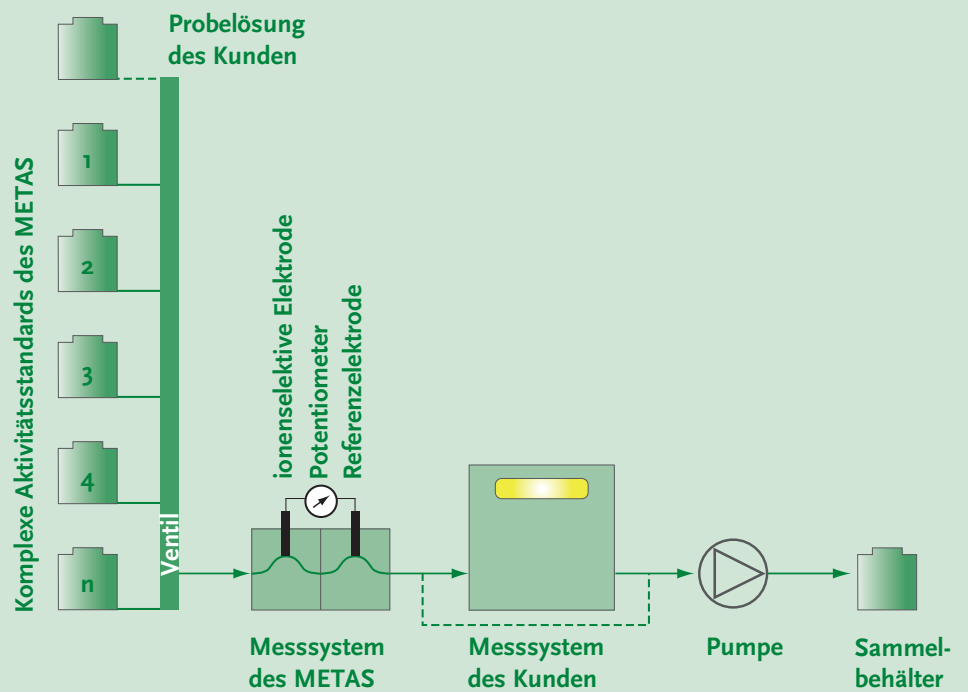 Probelösung
des Kunden
Komplexe Aktivitätsstandards des METAS
1
2
3
4
n
Ventil
ionenselektive Elektrode
Potentiometer
Referenzelektrode
Messsystem
des METAS
Messsystem
des Kunden
Pumpe
Sammel-
behälter